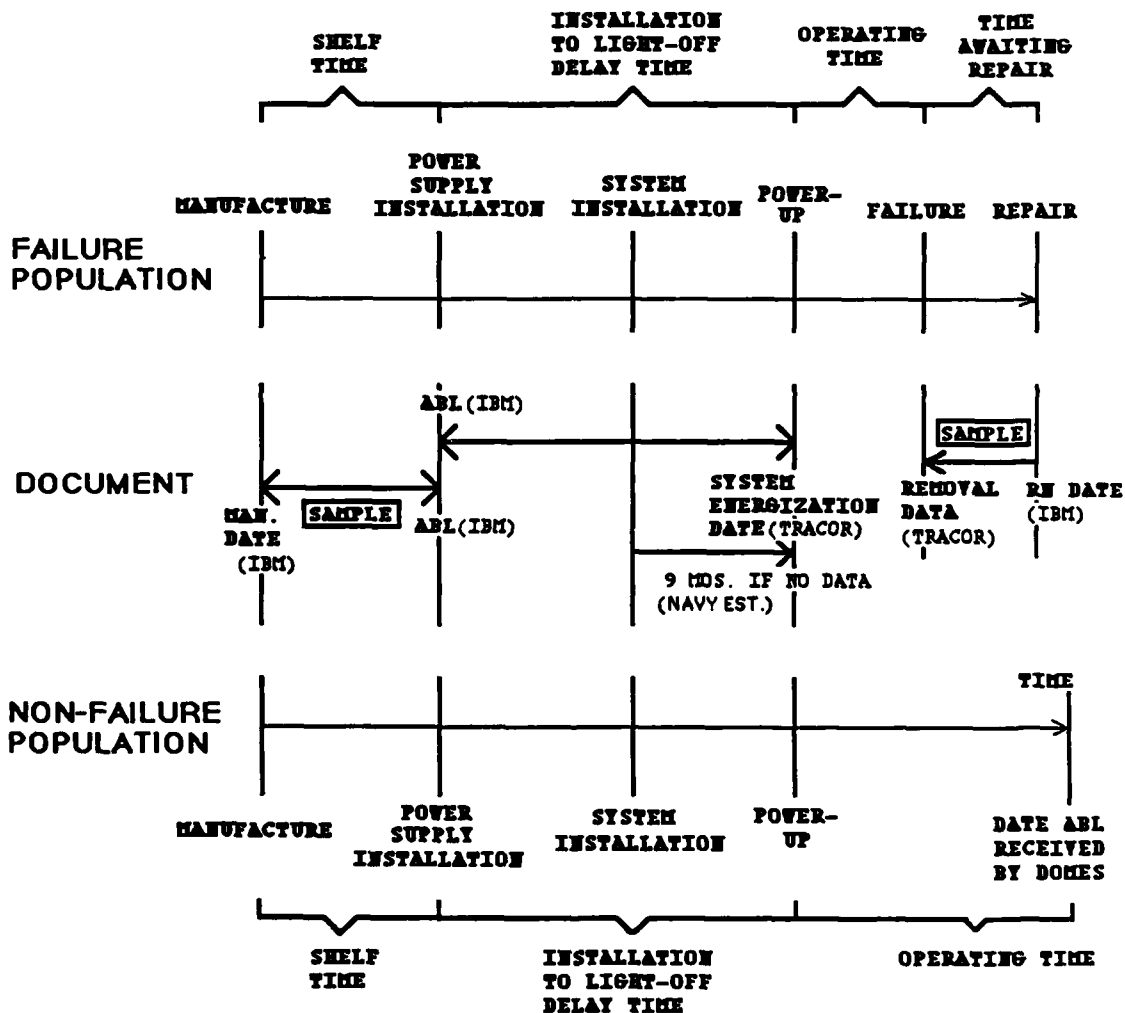 SHELF
TIME
INSTALLATION
TO LIGHT-OFF
DELAY TIME
OPERATING
TIME
TIME
AWAITING
REPAIR
MANUFACTURE
POWER
SUPPLY
INSTALLATION
SYSTEM
INSTALLATION
POWER-
UP
FAILURE
REPAIR
FAILURE
POPULATION
ABL (IBM)
SAMPLE
DOCUMENT
MAN.
DATE
(IBM)
SAMPLE
ABL (IBM)
SYSTEM
ENERGIZATION
DATE (TRACOR)
REMOVAL
DATA
(TRACOR)
RN DATE
(IBM)
9 MOS. IF NO DATA
(NAVY EST.)
TIME
NON-FAILURE
POPULATION
MANUFACTURE
POWER
SUPPLY
INSTALLATION
SYSTEM
INSTALLATION
POWER-
UP
DATE ABL
RECEIVED
BY DOMES
SHELF
TIME
INSTALLATION
TO LIGHT-OFF
DELAY TIME
OPERATING TIME